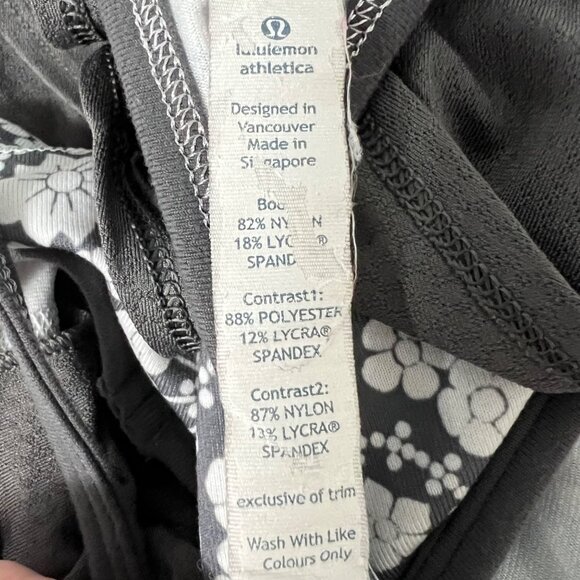 lululemon
athletica
Designed in
Vancouver
Made in
Singapore
Body
82% NYLON
18% LYCRA®
SPANDEX
Contrast1:
88% POLYESTER
12% LYCRA®
SPANDEX
Contrast2:
87% NYLON
13% LYCRA®
SPANDEX
exclusive of trim
Wash With Like
Colours Only